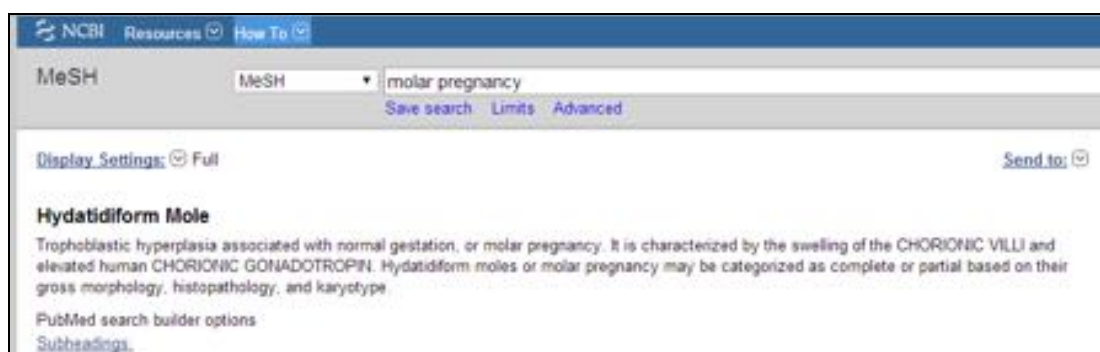 NCBI Resources How To
MeSH MeSH molar pregnancy
Save search Limits Advanced
Display Settings: Full Send to:
Hydatidiform Mole
Trophoblastic hyperplasia associated with normal gestation, or molar pregnancy. It is characterized by the swelling of the CHORIONIC VILLI and
elevated human CHORIONIC GONADOTROPIN. Hydatidiform moles or molar pregnancy may be categorized as complete or partial based on their
gross morphology, histopathology, and karyotype
PubMed search builder options
Subheadings.